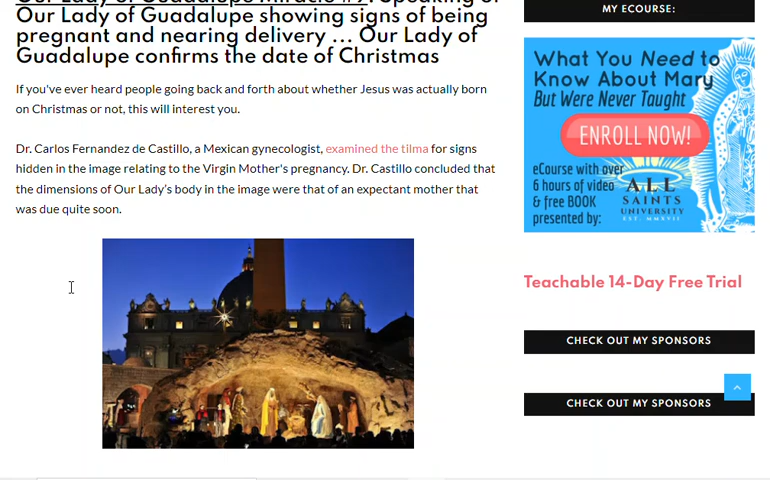 Our Lady of Guadalupe Miracle #9: Speaking of
Our Lady of Guadalupe showing signs of being
pregnant and nearing delivery ... Our Lady of
Guadalupe confirms the date of Christmas
If you've ever heard people going back and forth about whether Jesus was actually born
on Christmas or not, this will interest you.
Dr. Carlos Fernandez de Castillo, a Mexican gynecologist, examined the tilma for signs
hidden in the image relating to the Virgin Mother's pregnancy. Dr. Castillo concluded that
the dimensions of Our Lady's body in the image were that of an expectant mother that
was due quite soon.
MY ECOURSE:
What You Need to
Know About Mary
But Were Never Taught
ENROLL NOW!
eCourse with over
6 hours of video
& free BOOK
presented by:
ALL
SAINTS
UNIVERSITY
EST. MMXVII
Teachable 14-Day Free Trial
CHECK OUT MY SPONSORS
CHECK OUT MY SPONSORS